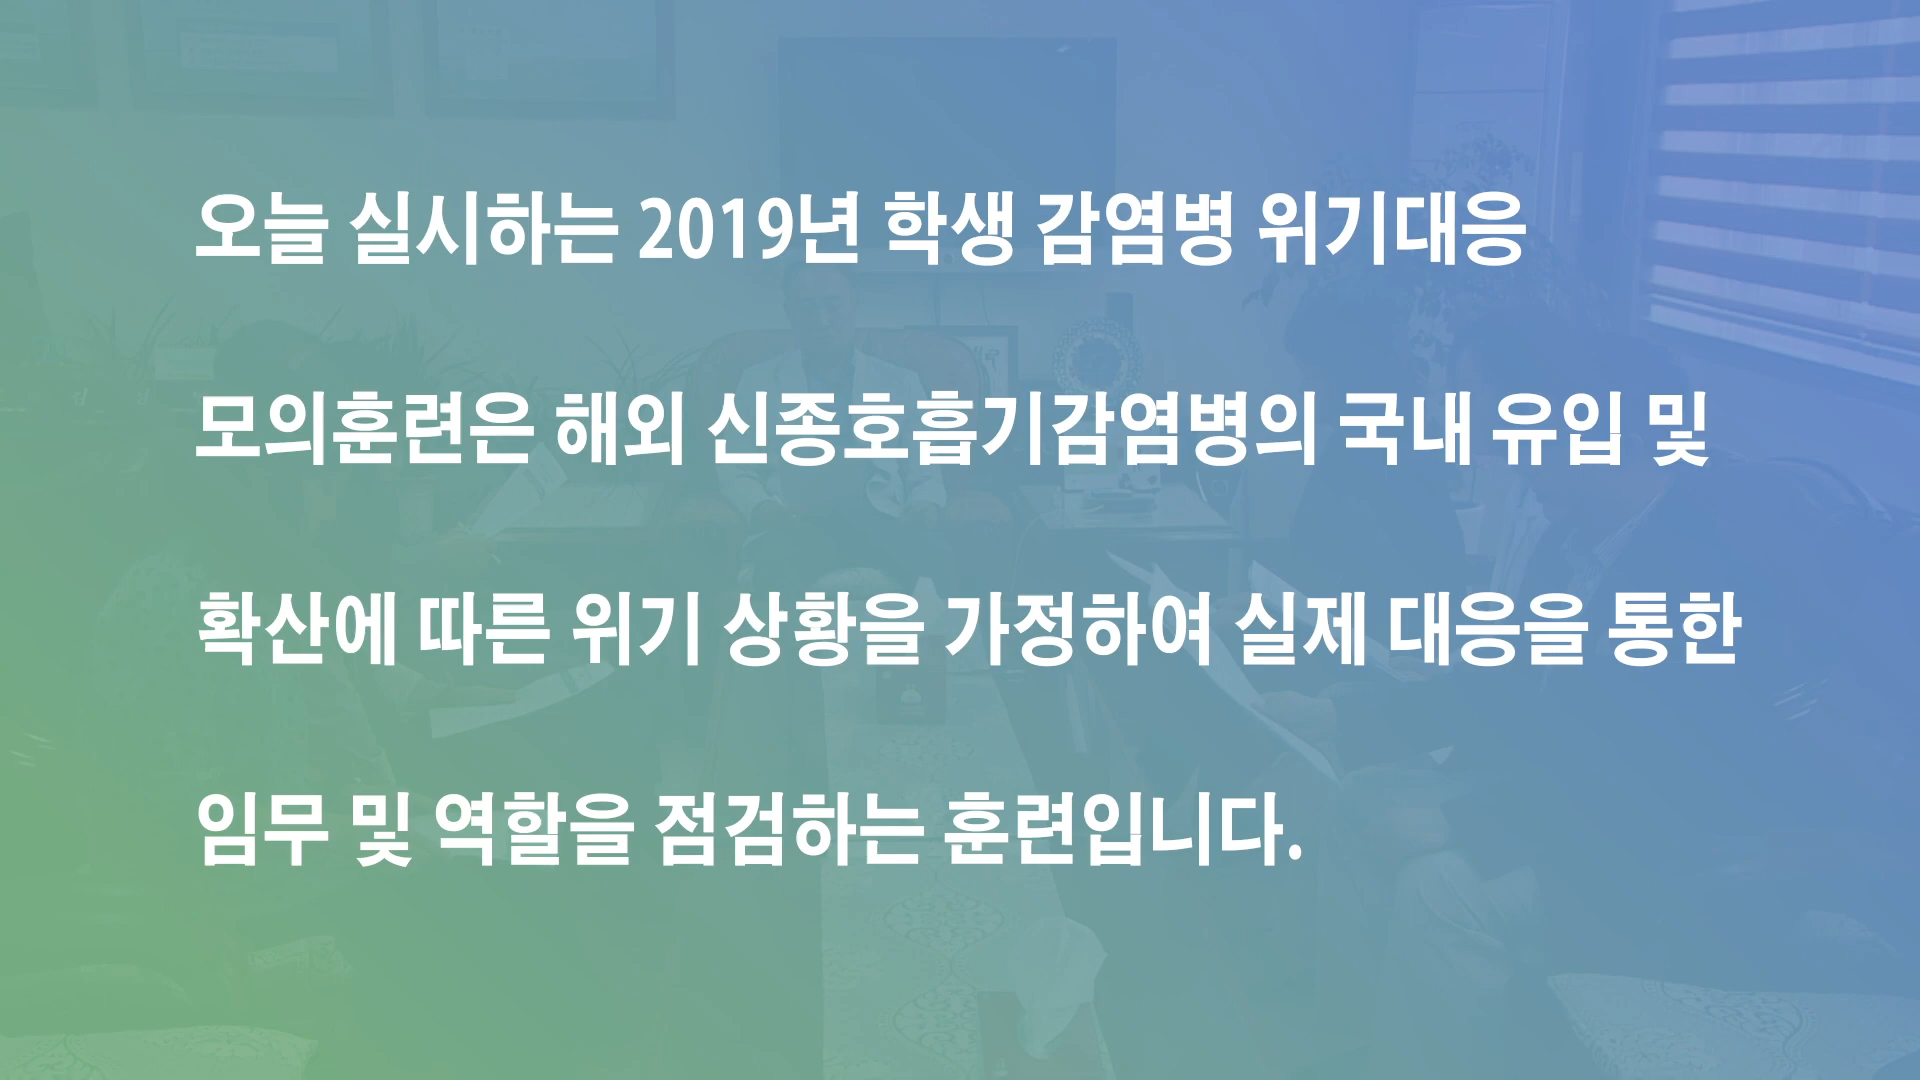 오늘 실시하는 2019년 학생 감염병 위기대응
모의훈련은 해외 신종호흡기감염병의 국내 유입 및
확산에 따른 위기 상황을 가정하여 실제 대응을 통한
임무 및 역할을 점검하는 훈련입니다.